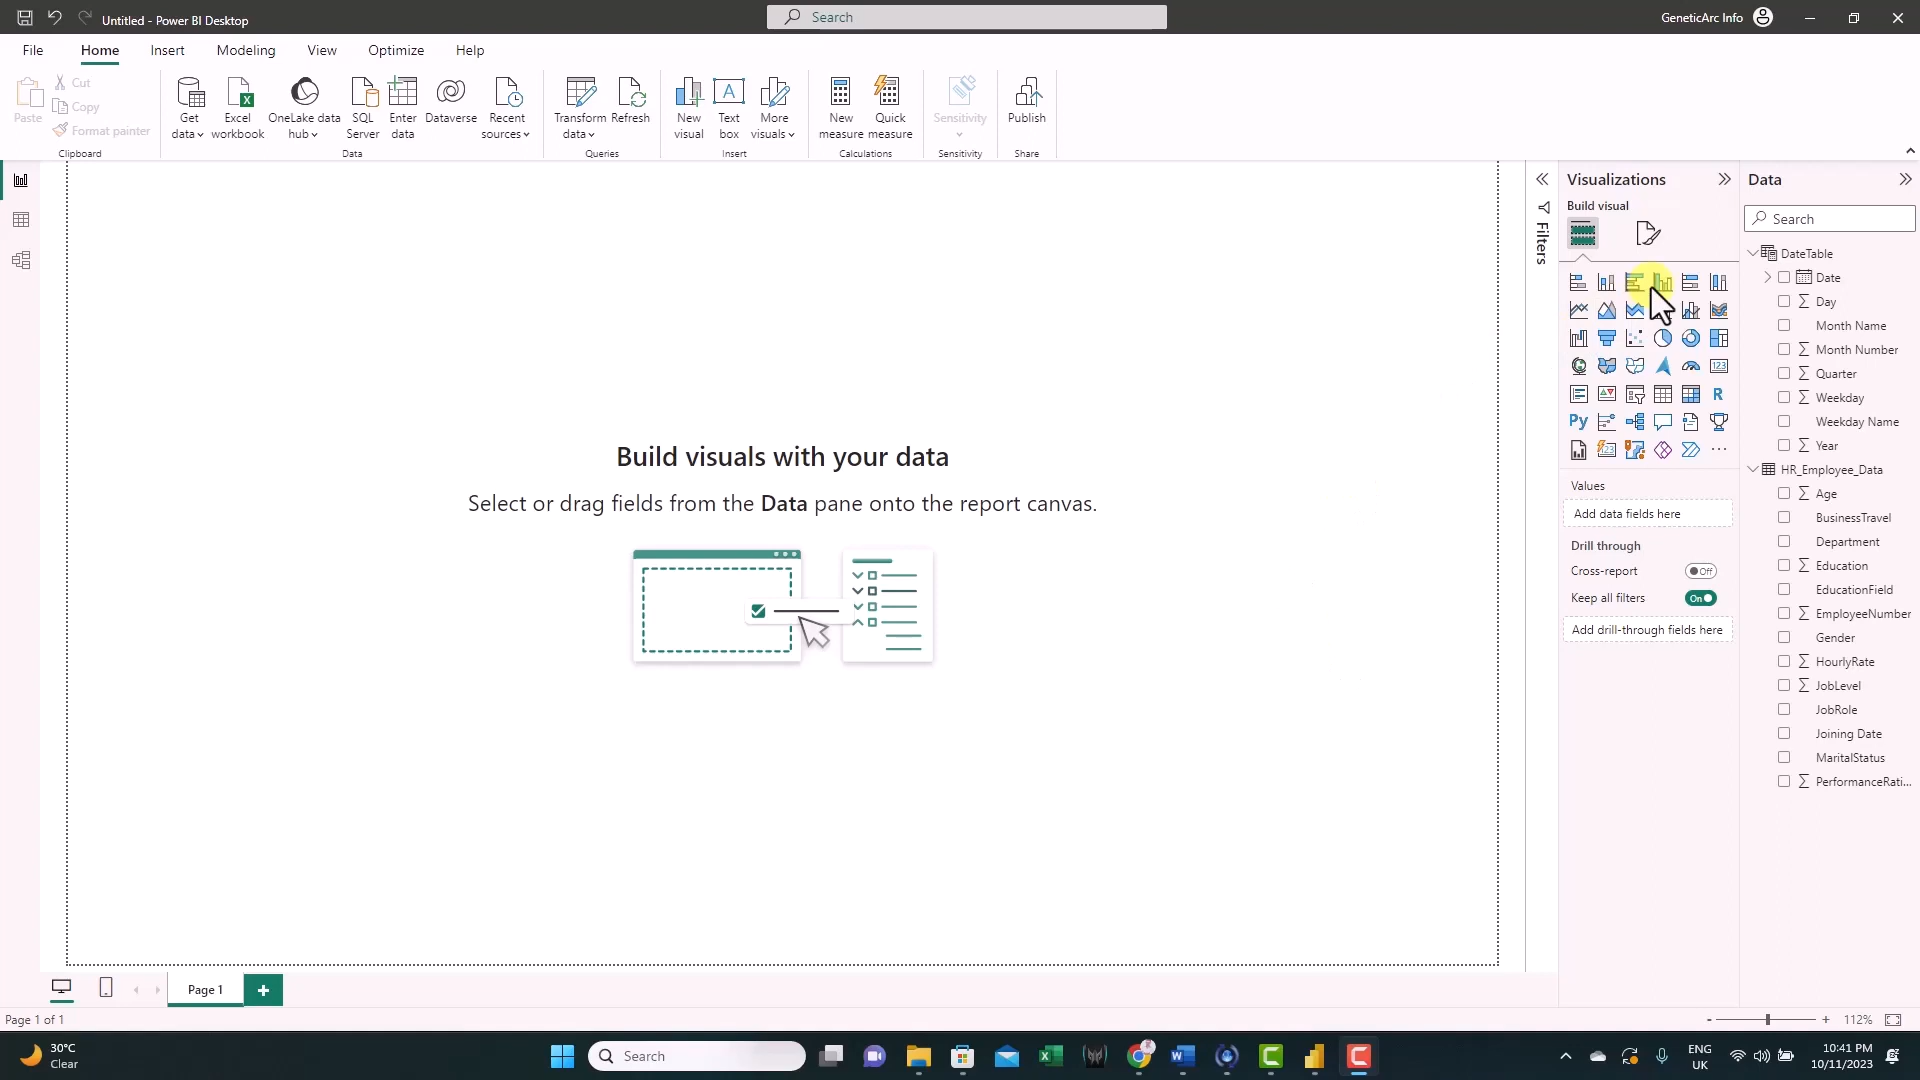 Untitled - Power BI Desktop
Search
GeneticArc Info
File
Home
Insert
Modeling
View
Optimize
Help
Paste
Cut
Copy
Format painter
Clipboard
Get data
Excel workbook
OneLake data hub
SQL Server
Enter data
Dataverse
Recent sources
Data
Transform data
Refresh
Queries
New visual
Text box
More visuals
Insert
New measure
Quick measure
Calculations
Sensitivity
Sensitivity
Publish
Share
Build visuals with your data
Select or drag fields from the Data pane onto the report canvas.
Filters
Visualizations
Build visual
123
R
Py
123
Values
Add data fields here
Drill through
Cross-report
Off
Keep all filters
On
Add drill-through fields here
Data
Search
DateTable
Date
Day
Month Name
Month Number
Quarter
Weekday
Weekday Name
Year
HR_Employee_Data
Age
BusinessTravel
Department
Education
EducationField
EmployeeNumber
Gender
HourlyRate
JobLevel
JobRole
Joining Date
MaritalStatus
PerformanceRati...
Page 1
Page 1 of 1
- + 112%
30°C
Clear
Search
ENG
UK
10:41 PM
10/11/2023